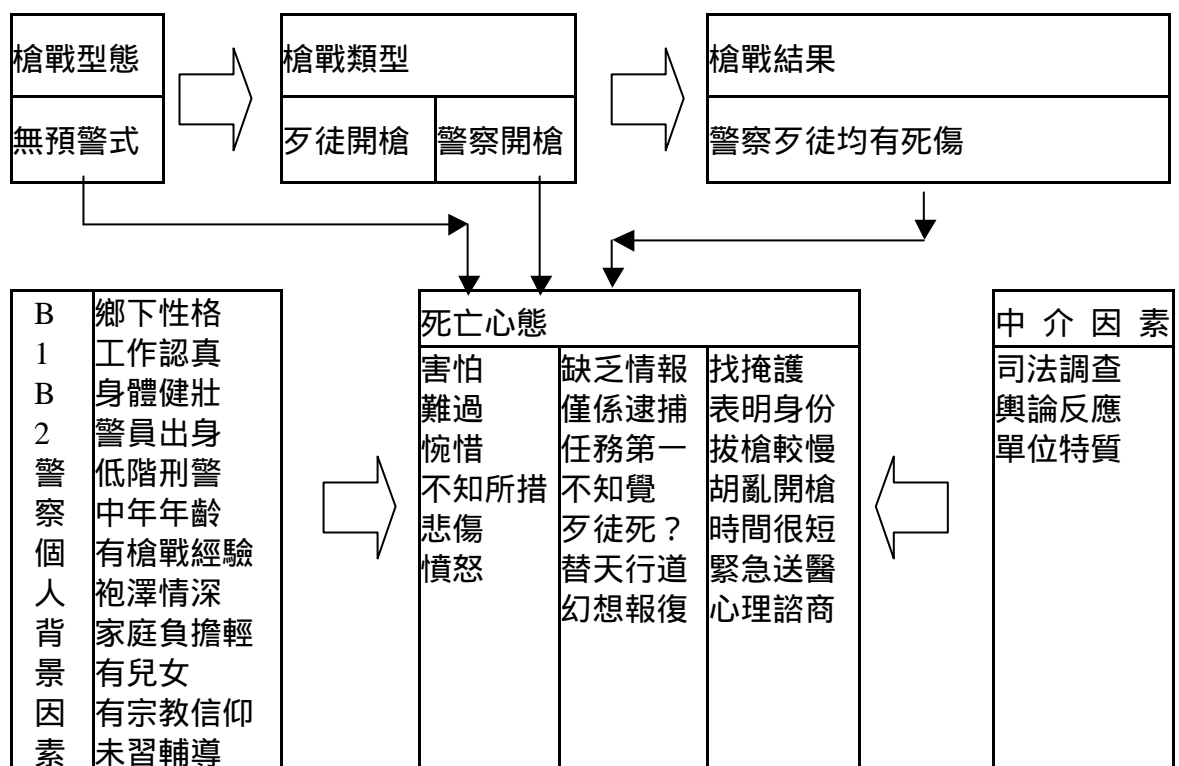 槍戰型態
無預警式
槍戰類型
歹徒開槍 警察開槍
槍戰結果
警察歹徒均有死傷
B1B2警察個人背景因素
鄉下性格
工作認真
身體健壯
警員出身
低階刑警
中年年齡
有槍戰經驗
袍澤情深
家庭負擔輕
有兒女
有宗教信仰
未習輔導
死亡心態
害怕
難過
惋惜
不知所措
悲傷
憤怒
缺乏情報
僅係逮捕
任務第一
不知覺
歹徒死？
替天行道
幻想報復
找掩護
表明身份
拔槍較慢
胡亂開槍
時間很短
緊急送醫
心理諮商
中介因素
司法調查
輿論反應
單位特質